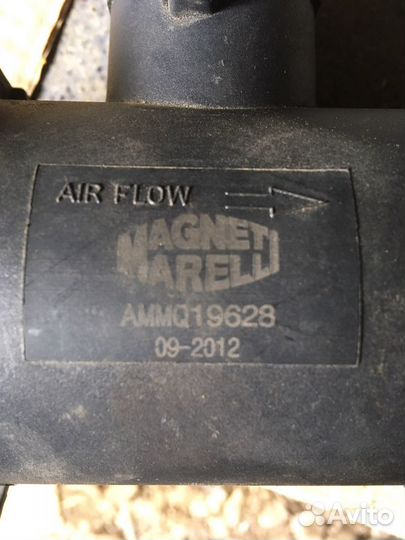 AIR FLOW
MAGNETI
MARELLI
AMMQ19628
09-2012
Avito